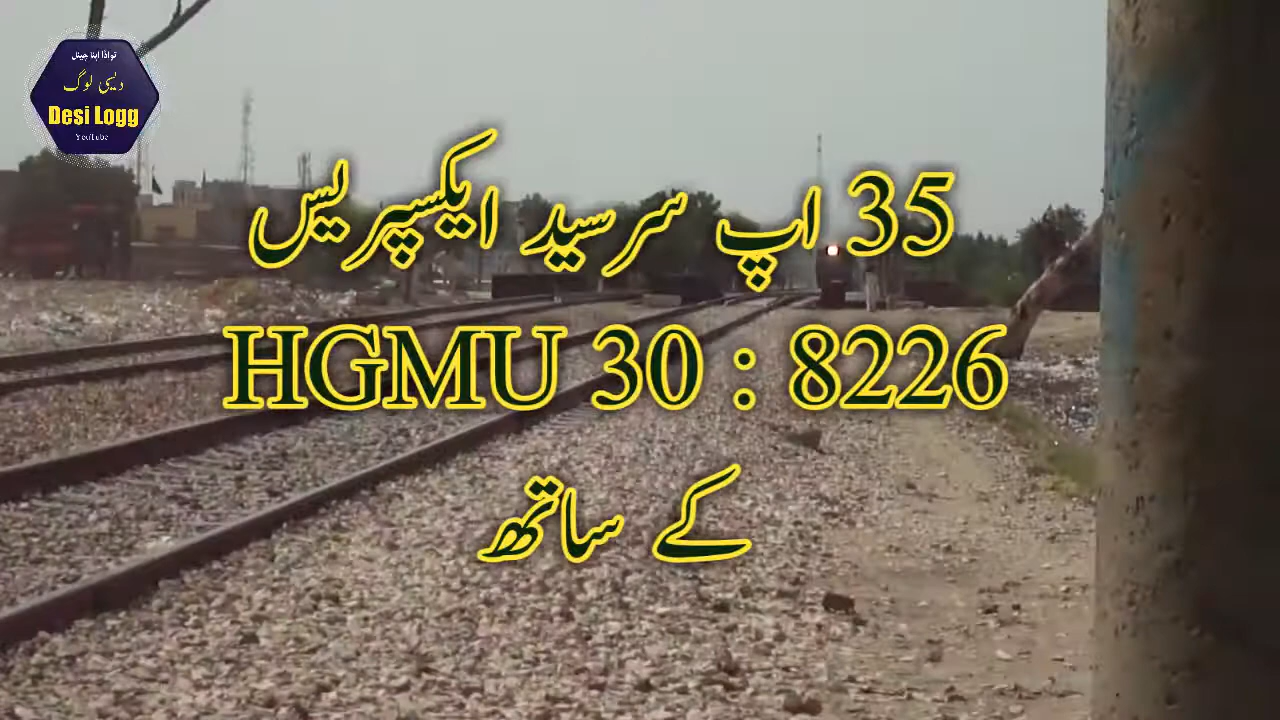 تواڈا اپنا چینل
دیسی لوگ
Desi Logg
YouTube
35 اپ سرسید ایکسپریس
HGMU 30 : 8226
کے ساتھ